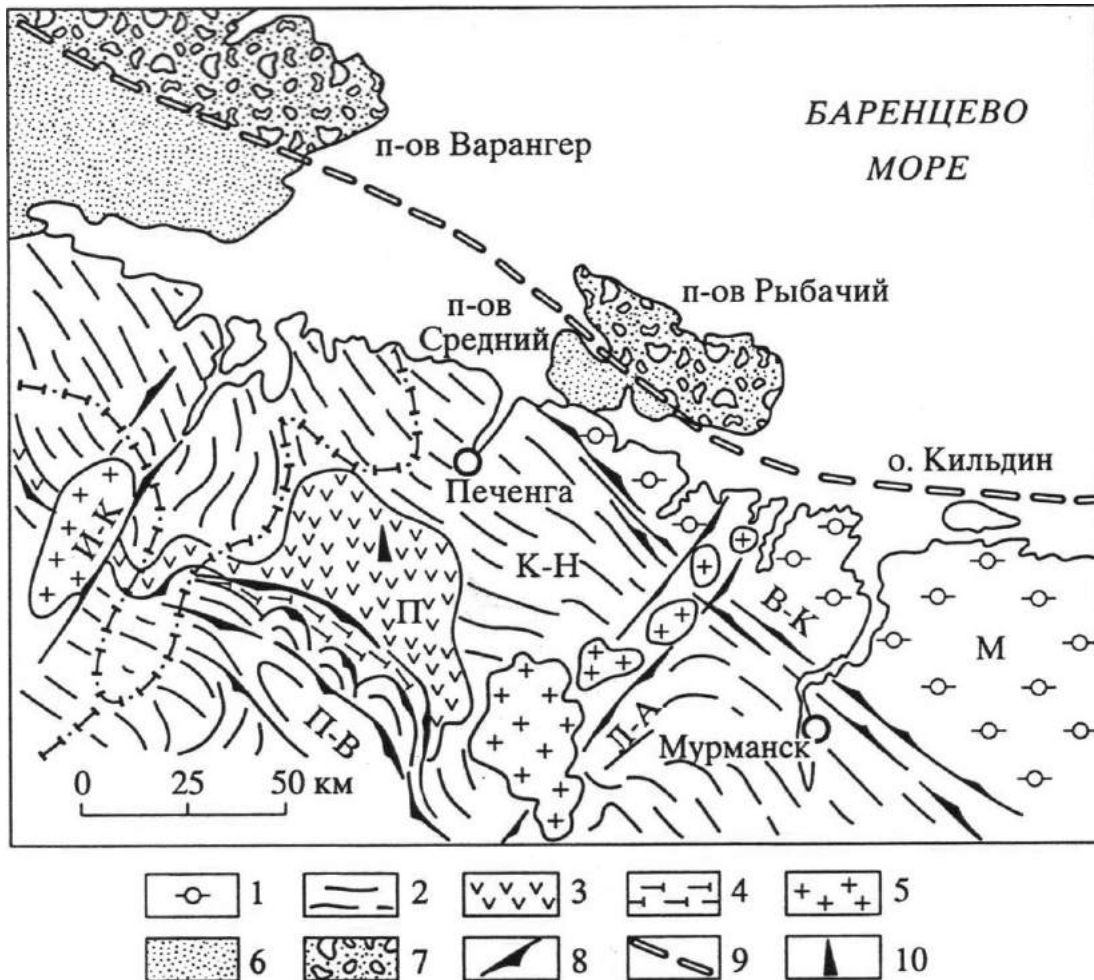 БАРЕНЦЕВО
МОРЕ
п-ов Варангер
п-ов Рыбачий
п-ов
Средний
о. Кильдин
Печенга
И-К
К-Н
П
В-К
М
П-В
Д-А
Мурманск
0 25 50 км
1 2 3 4 5
6 7 8 9 10